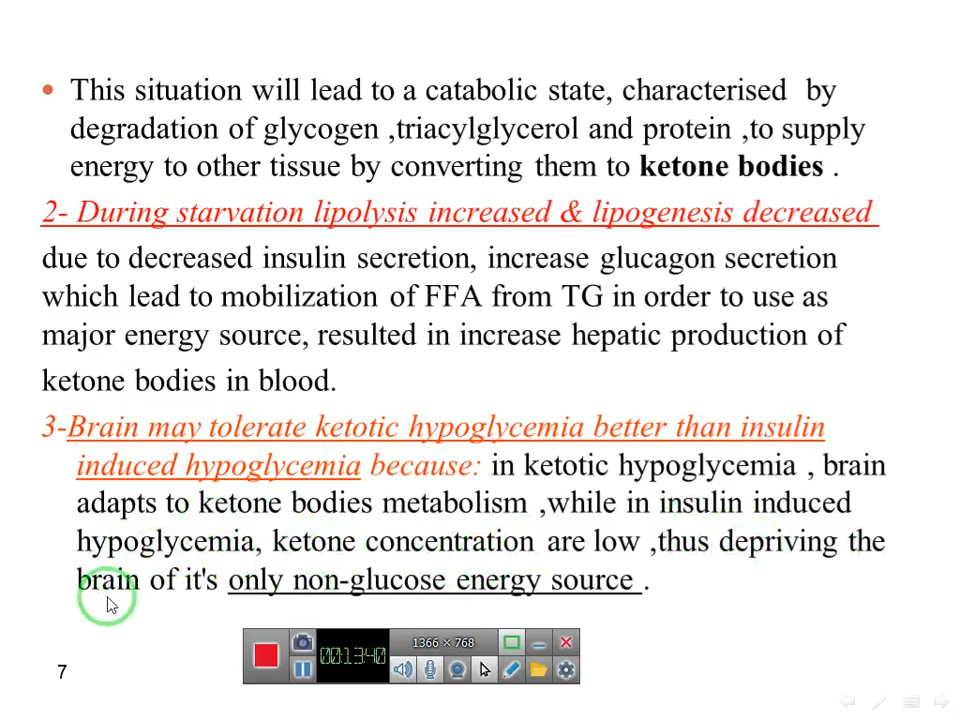 This situation will lead to a catabolic state, characterised by
degradation of glycogen ,triacylglycerol and protein ,to supply
energy to other tissue by converting them to ketone bodies .
2- During starvation lipolysis increased & lipogenesis decreased
due to decreased insulin secretion, increase glucagon secretion
which lead to mobilization of FFA from TG in order to use as
major energy source, resulted in increase hepatic production of
ketone bodies in blood.
3-Brain may tolerate ketotic hypoglycemia better than insulin
induced hypoglycemia because: in ketotic hypoglycemia , brain
adapts to ketone bodies metabolism ,while in insulin induced
hypoglycemia, ketone concentration are low ,thus depriving the
brain of it's only non-glucose energy source .
1366 × 768
00:13:40
7